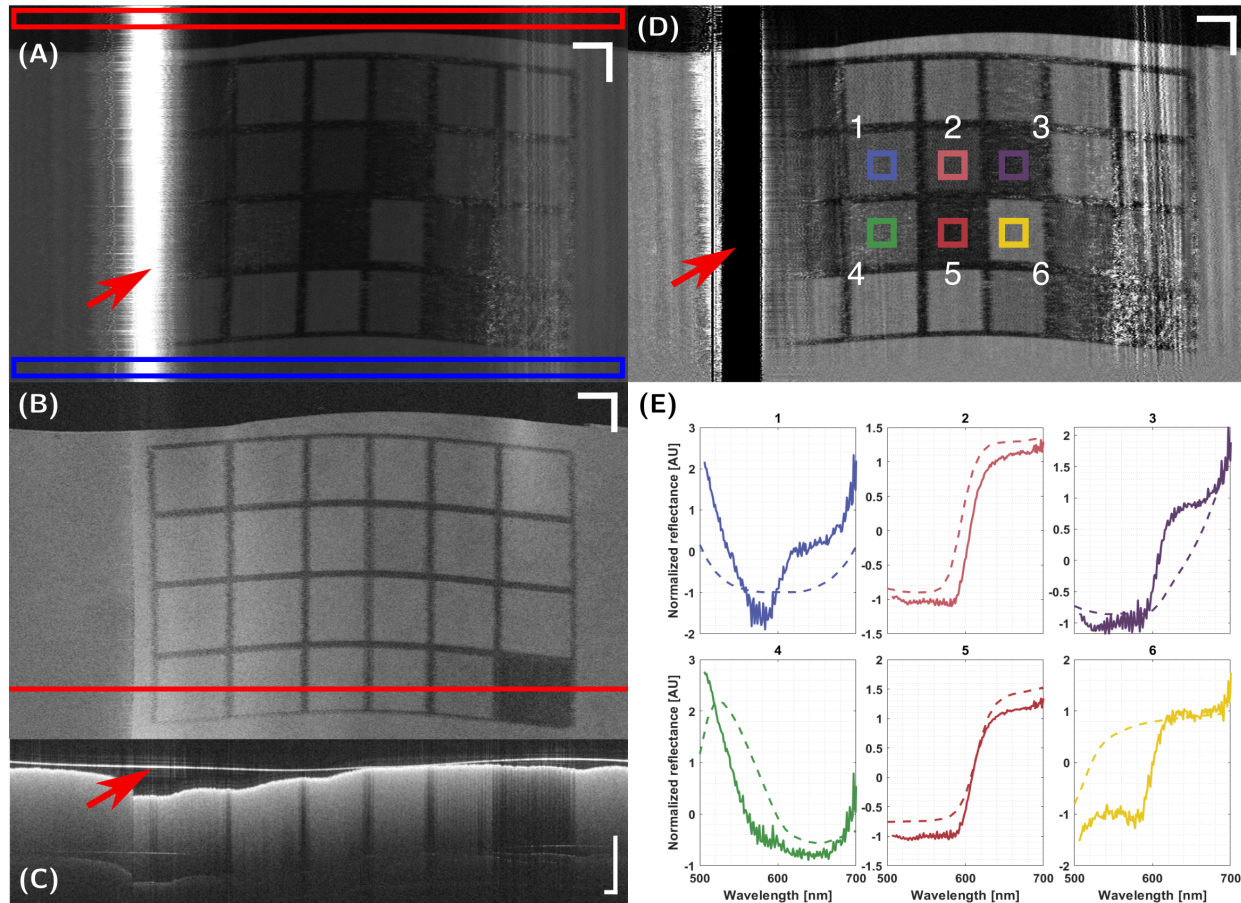 (A)
(D)
1 2 3
4 5 6
(B)
(C)
(E)
1 2 3
Normalized reflectance [AU]
3
2
1
0
-1
-2
1.5
1
0.5
0
-0.5
-1
-1.5
2
1.5
1
0.5
0
-0.5
-1
4 5 6
Normalized reflectance [AU]
3
2
1
0
-1
2
1.5
1
0.5
0
-0.5
-1
-1.5
2
1
0
-1
-2
500 600 700 500 600 700 500 600 700
Wavelength [nm] Wavelength [nm] Wavelength [nm]